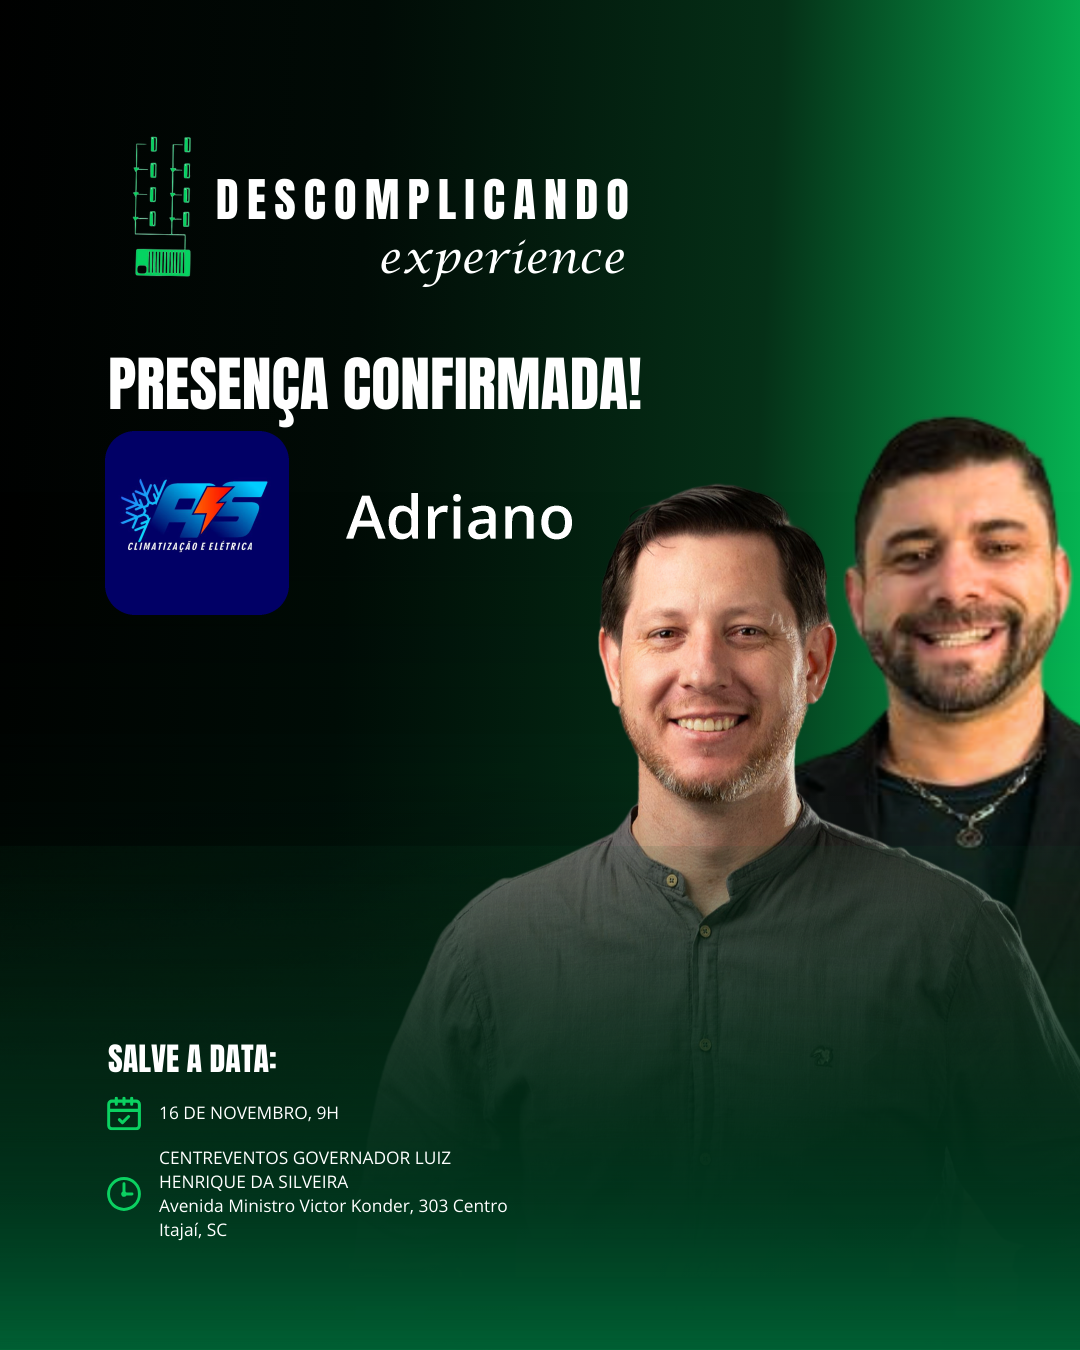 DESCOMPLICANDO
experience
PRESENÇA CONFIRMADA!
AS
CLIMATIZAÇÃO E ELÉTRICA
Adriano
SALVE A DATA:
16 DE NOVEMBRO, 9H
CENTREVENTOS GOVERNADOR LUIZ
HENRIQUE DA SILVEIRA
Avenida Ministro Victor Konder, 303 Centro
Itajaí, SC